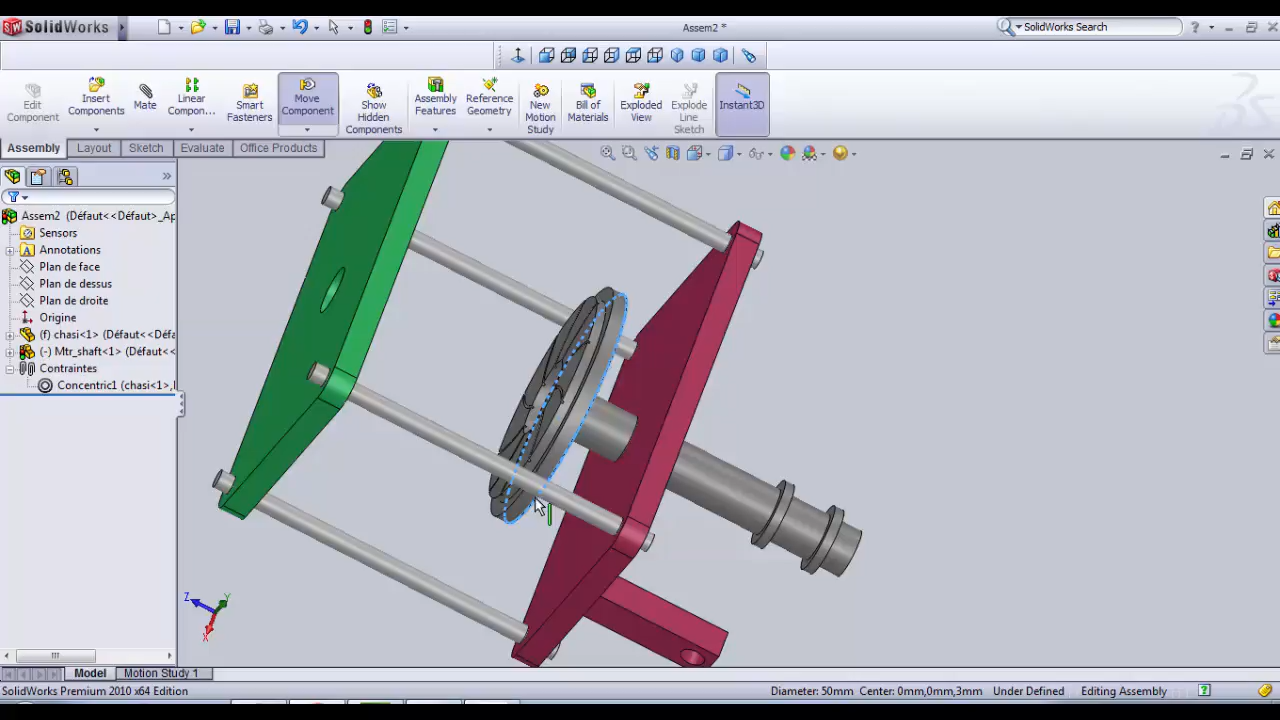 SolidWorks
Assem2 *
SolidWorks Search
Edit Component
Insert Components
Mate
Linear Compon...
Smart Fasteners
Move Component
Show Hidden Components
Assembly Features
Reference Geometry
New Motion Study
Bill of Materials
Exploded View
Explode Line Sketch
Instant3D
Assembly
Layout
Sketch
Evaluate
Office Products
Assem2 (Défaut<<Défaut>_Ap
Sensors
Annotations
Plan de face
Plan de dessus
Plan de droite
Origine
(f) chasi<1> (Défaut<<Défa
(-) Mtr_shaft<1> (Défaut<<
Contraintes
Concentric1 (chasi<1>,
Z
Y
X
Model
Motion Study 1
SolidWorks Premium 2010 x64 Edition
Diameter: 50mm Center: 0mm,0mm,3mm
Under Defined
Editing Assembly